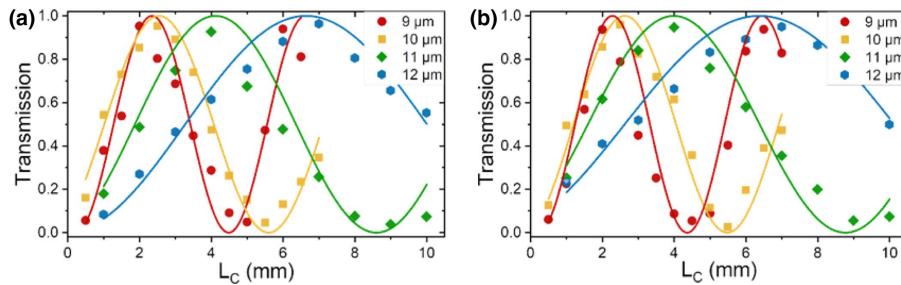 (a)
Transmission
1.0
0.8
0.6
0.4
0.2
0.0
0 2 4 6 8 10
L_C (mm)
9 μm
10 μm
11 μm
12 μm
(b)
Transmission
1.0
0.8
0.6
0.4
0.2
0.0
0 2 4 6 8 10
L_C (mm)
9 μm
10 μm
11 μm
12 μm